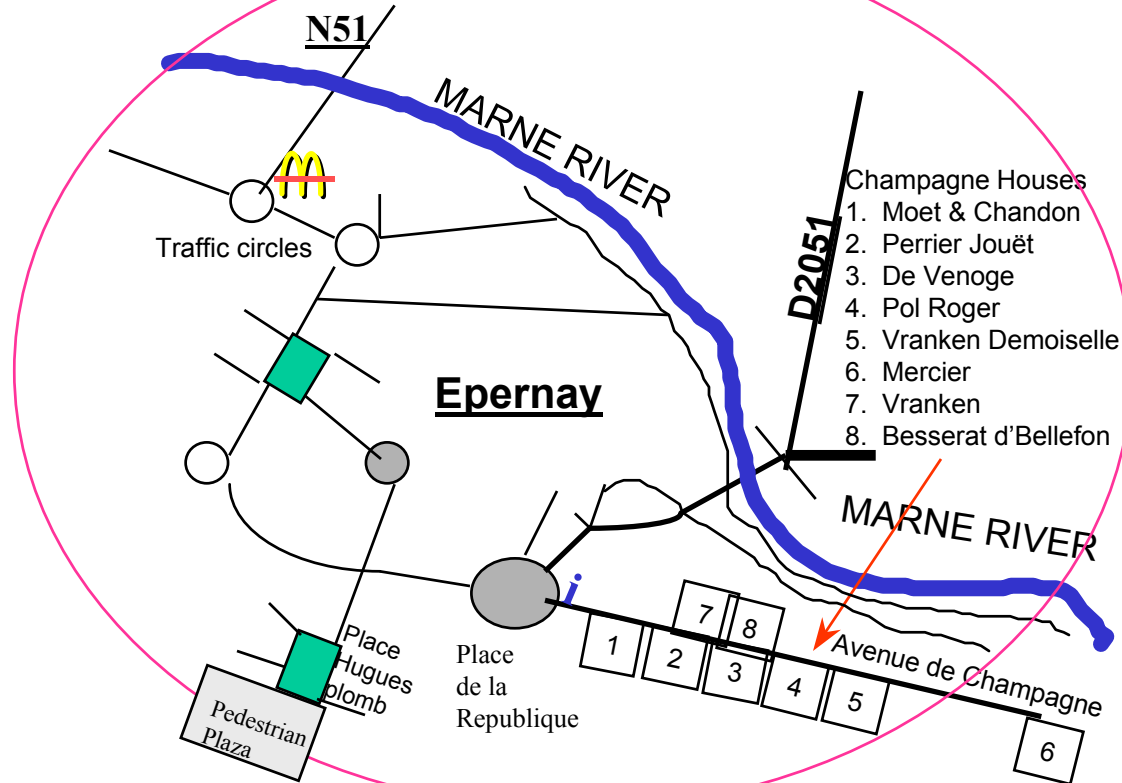 N51
MARNE RIVER
Traffic circles
D2051
Champagne Houses
1. Moet & Chandon
2. Perrier Jouët
3. De Venoge
4. Pol Roger
5. Vranken Demoiselle
6. Mercier
7. Vranken
8. Besserat d'Bellefon
Epernay
MARNE RIVER
i
7
8
1
2
3
4
5
6
Avenue de Champagne
Place
Hugues
plomb
Place
de la
Republique
Pedestrian
Plaza